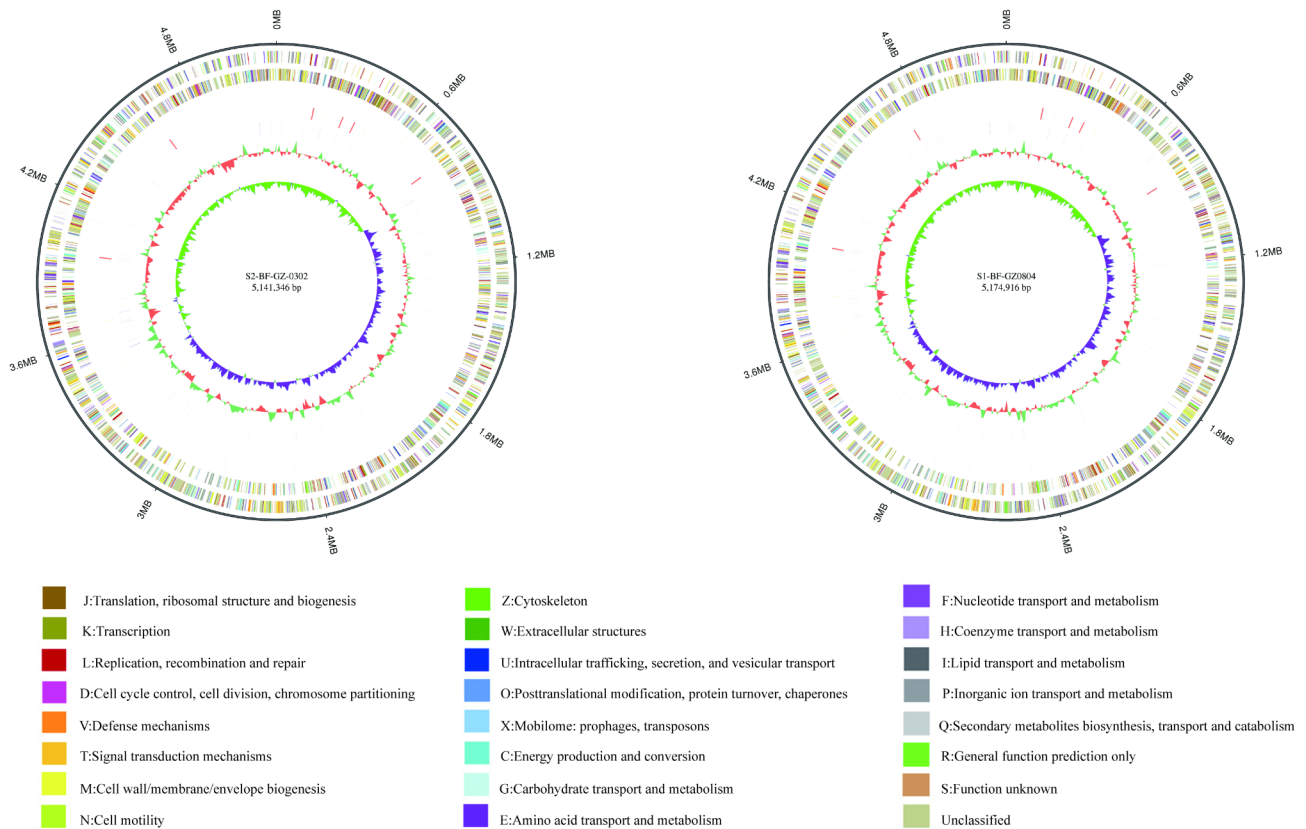 0MB
0.6MB
1.2MB
1.8MB
2.4MB
3MB
3.6MB
4.2MB
4.8MB
S2-BF-GZ-0302
5,141,346 bp
0MB
0.6MB
1.2MB
1.8MB
2.4MB
3MB
3.6MB
4.2MB
4.8MB
S1-BF-GZ0804
5,174,916 bp
J:Translation, ribosomal structure and biogenesis
K:Transcription
L:Replication, recombination and repair
D:Cell cycle control, cell division, chromosome partitioning
V:Defense mechanisms
T:Signal transduction mechanisms
M:Cell wall/membrane/envelope biogenesis
N:Cell motility
Z:Cytoskeleton
W:Extracellular structures
U:Intracellular trafficking, secretion, and vesicular transport
O:Posttranslational modification, protein turnover, chaperones
X:Mobilome: prophages, transposons
C:Energy production and conversion
G:Carbohydrate transport and metabolism
E:Amino acid transport and metabolism
F:Nucleotide transport and metabolism
H:Coenzyme transport and metabolism
I:Lipid transport and metabolism
P:Inorganic ion transport and metabolism
Q:Secondary metabolites biosynthesis, transport and catabolism
R:General function prediction only
S:Function unknown
Unclassified